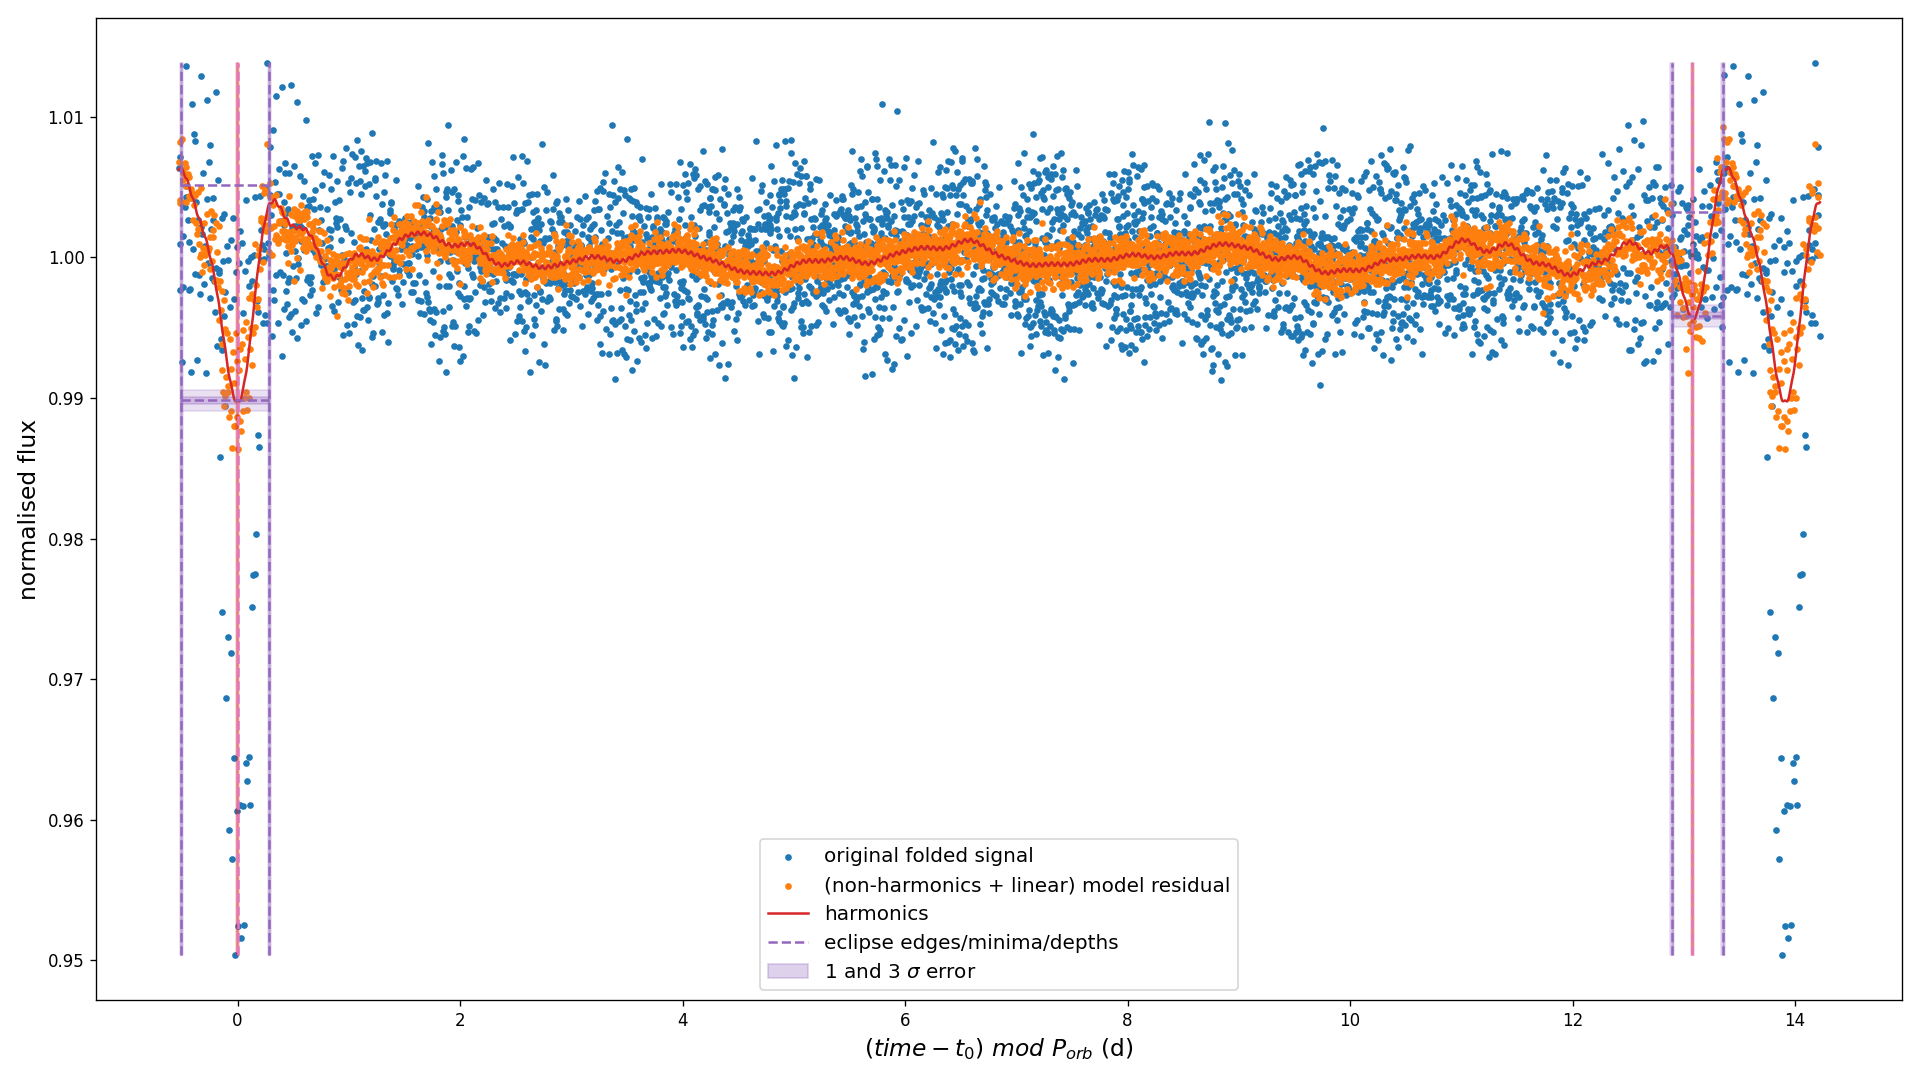 normalised flux
1.01
1.00
0.99
0.98
0.97
0.96
0.95
original folded signal
(non-harmonics + linear) model residual
harmonics
eclipse edges/minima/depths
1 and 3 σ error
0 2 4 6 8 10 12 14
(time − t₀) mod P_orb (d)